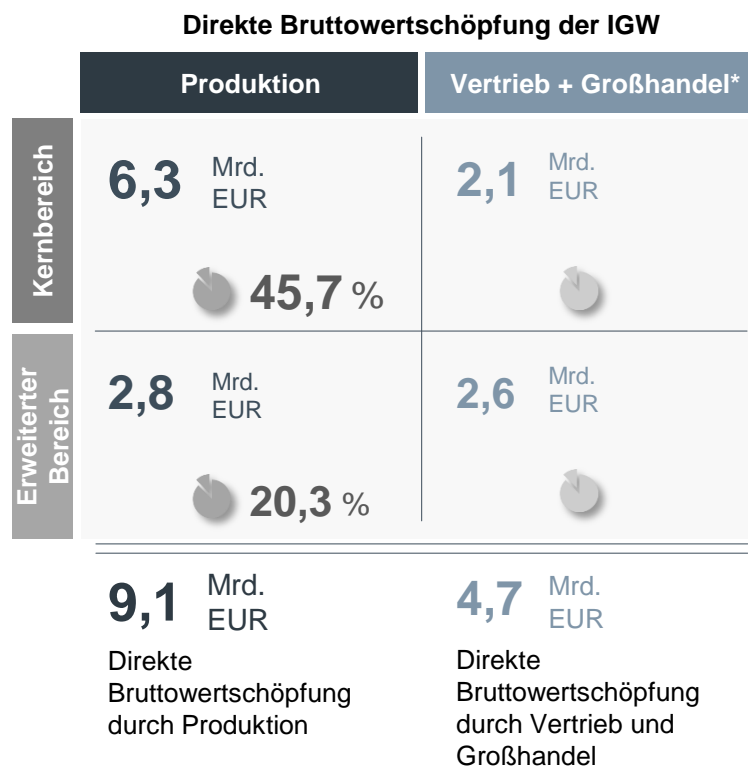 Direkte Bruttowertschöpfung der IGW
Produktion
Vertrieb + Großhandel*
Kernbereich
6,3 Mrd.
EUR
2,1 Mrd.
EUR
45,7 %
Erweiterter
Bereich
2,8 Mrd.
EUR
2,6 Mrd.
EUR
20,3 %
9,1 Mrd.
EUR
Direkte
Bruttowertschöpfung
durch Produktion
4,7 Mrd.
EUR
Direkte
Bruttowertschöpfung
durch Vertrieb und
Großhandel